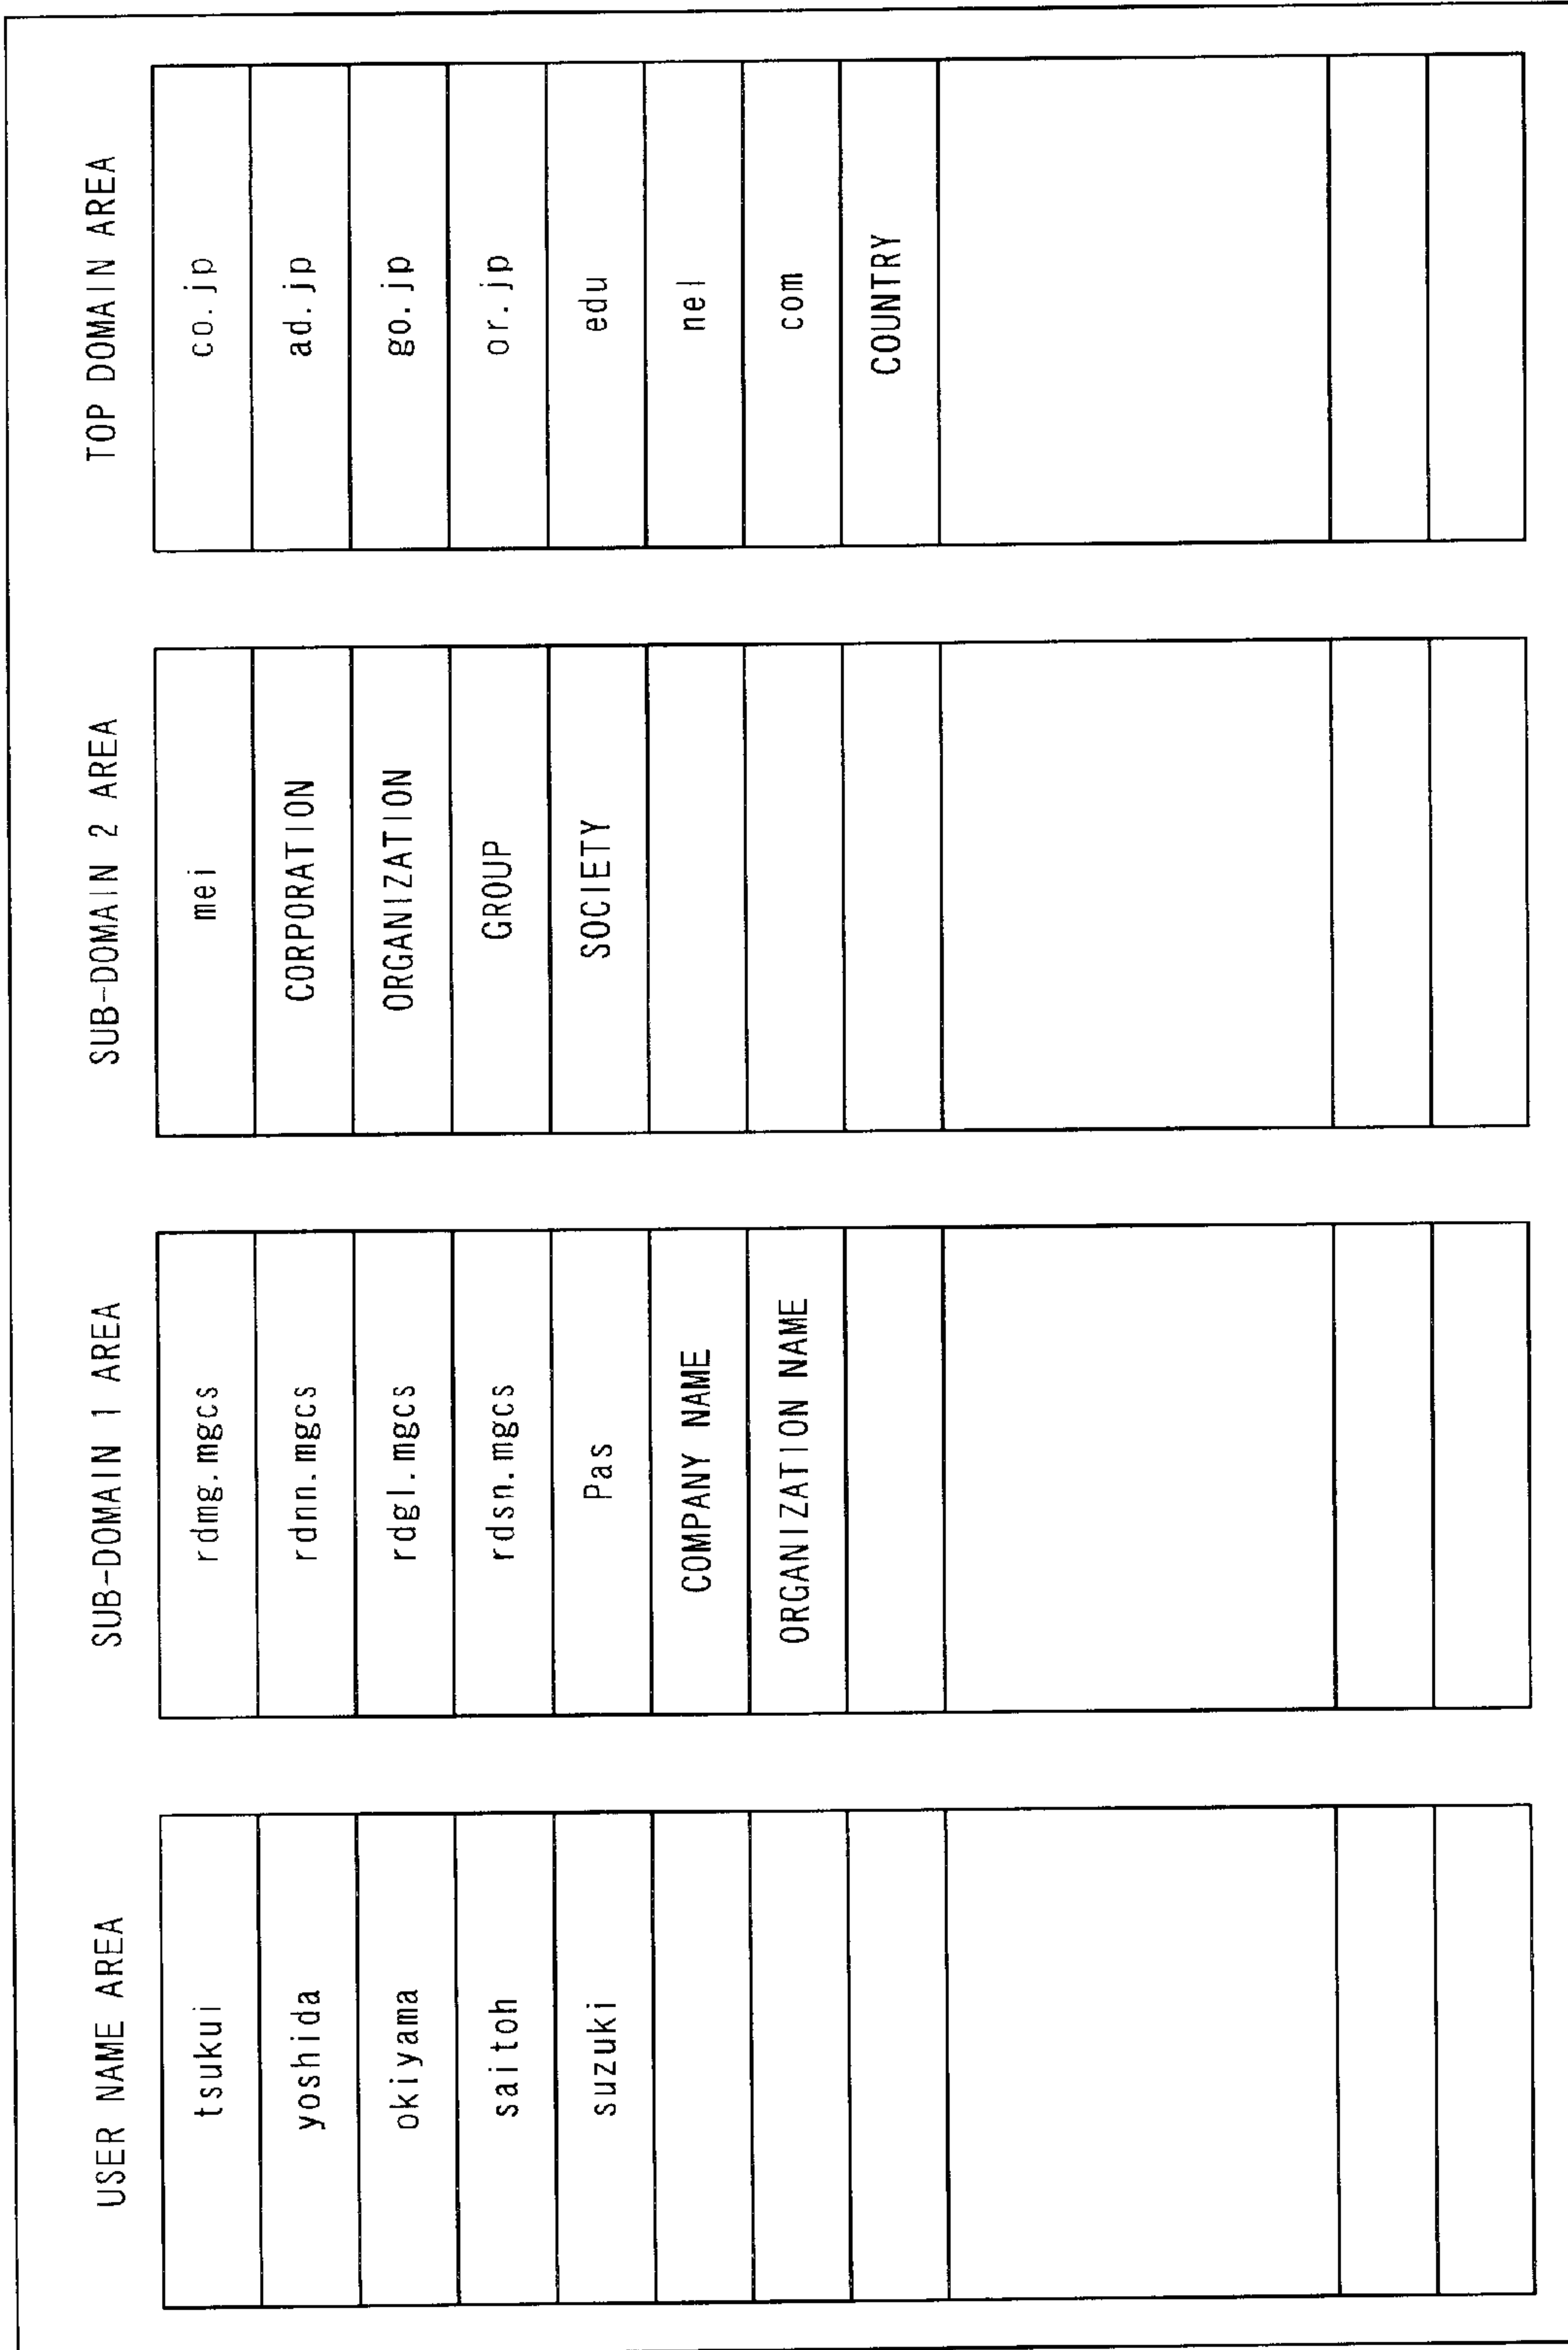 USER NAME AREA
tsukui
yoshida
okiyama
saitoh
suzuki
SUB-DOMAIN 1 AREA
rdmg.mgcs
rdnn.mgcs
rdgl.mgcs
rdsn.mgcs
Pas
COMPANY NAME
ORGANIZATION NAME
SUB-DOMAIN 2 AREA
mei
CORPORATION
ORGANIZATION
GROUP
SOCIETY
TOP DOMAIN AREA
co.jp
ad.jp
go.jp
or.jp
edu
nel
com
COUNTRY